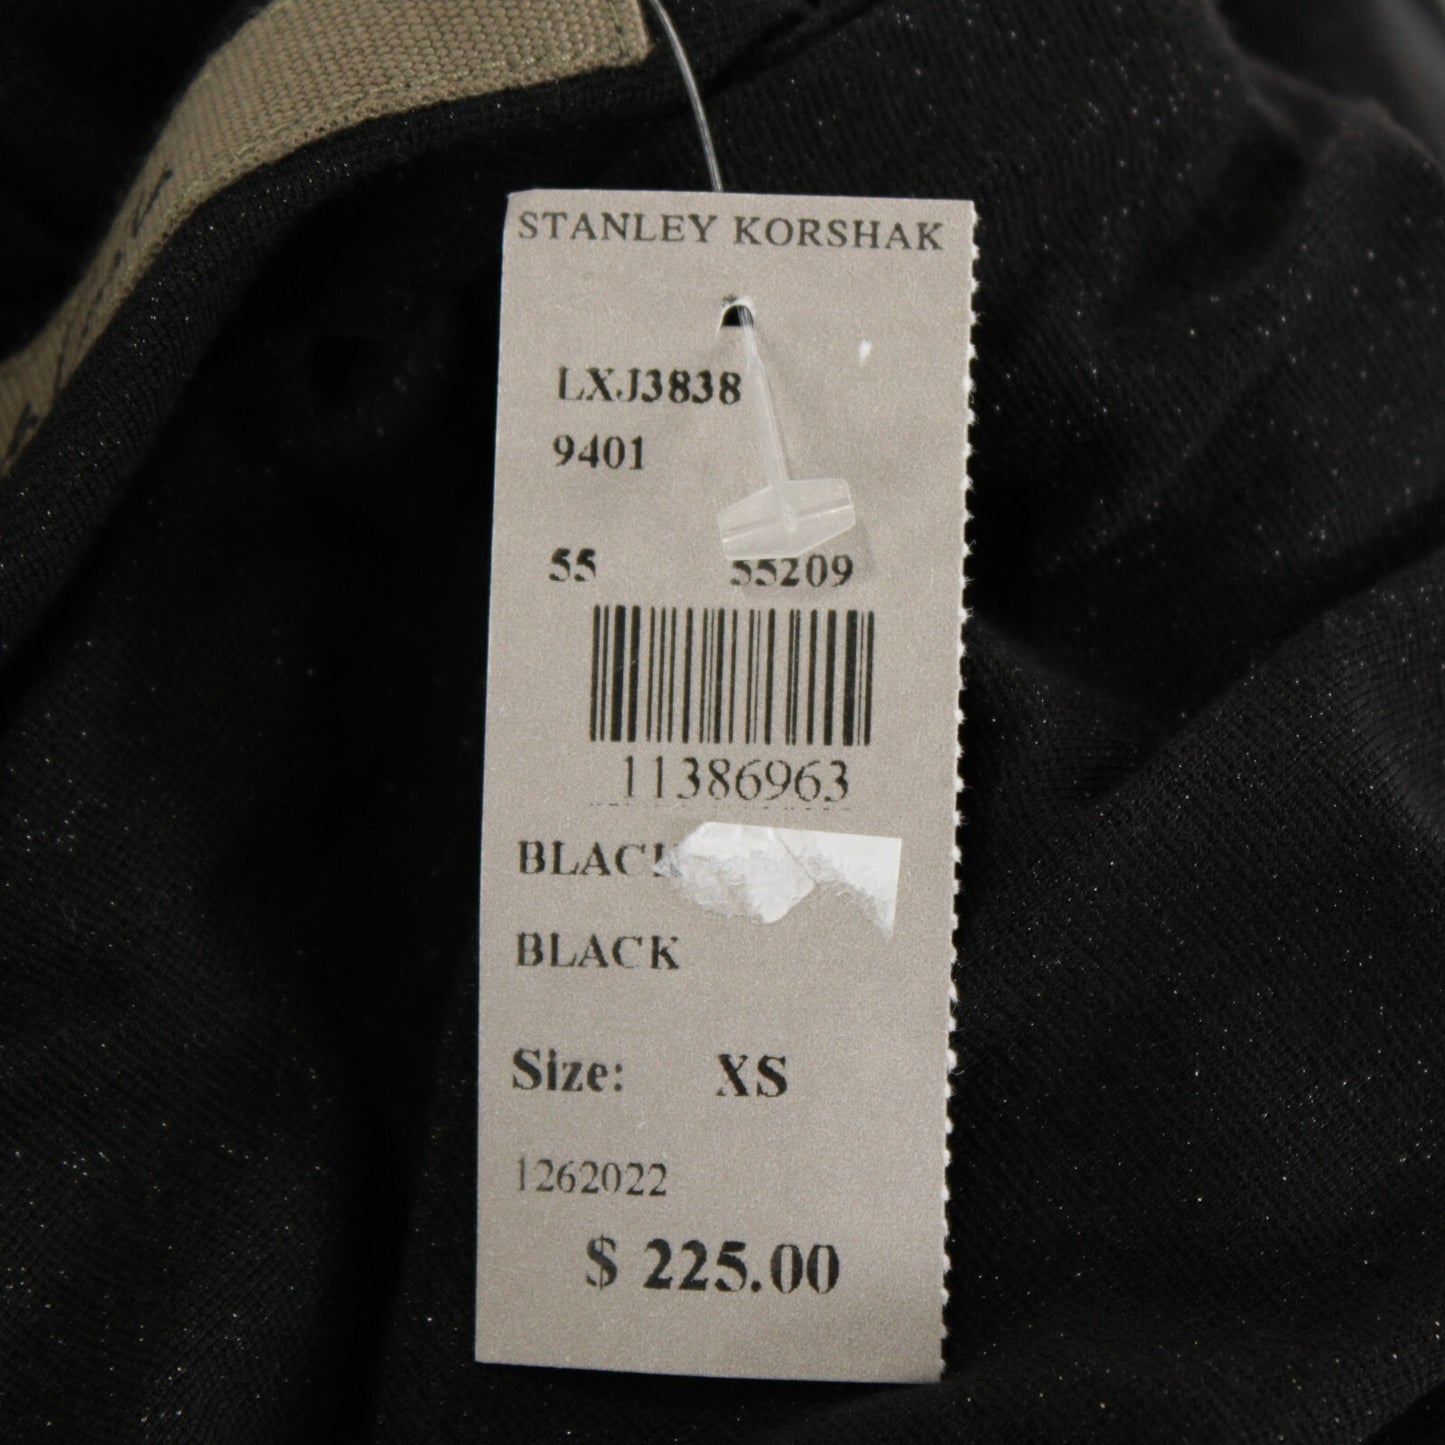 STANLEY KORSHAK
LXJ3838
9401
55 55209
11386963
BLACK
BLACK
Size: XS
1262022
$ 225.00